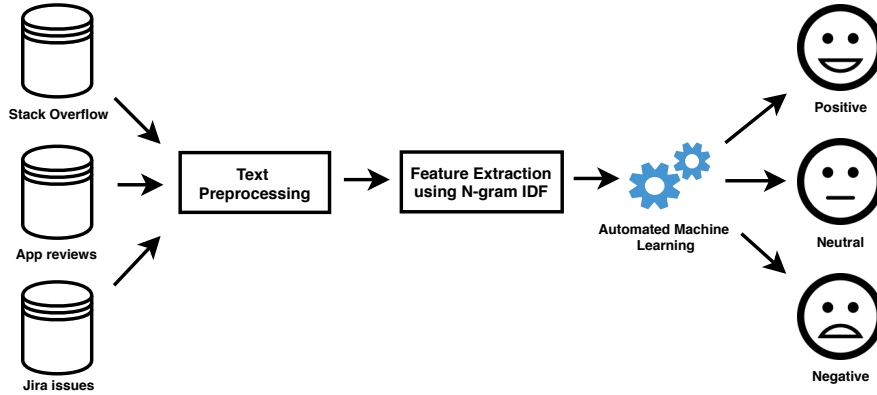 Stack Overflow
App reviews
Jira issues
Text
Preprocessing
Feature Extraction
using N-gram IDF
Automated Machine
Learning
Positive
Neutral
Negative